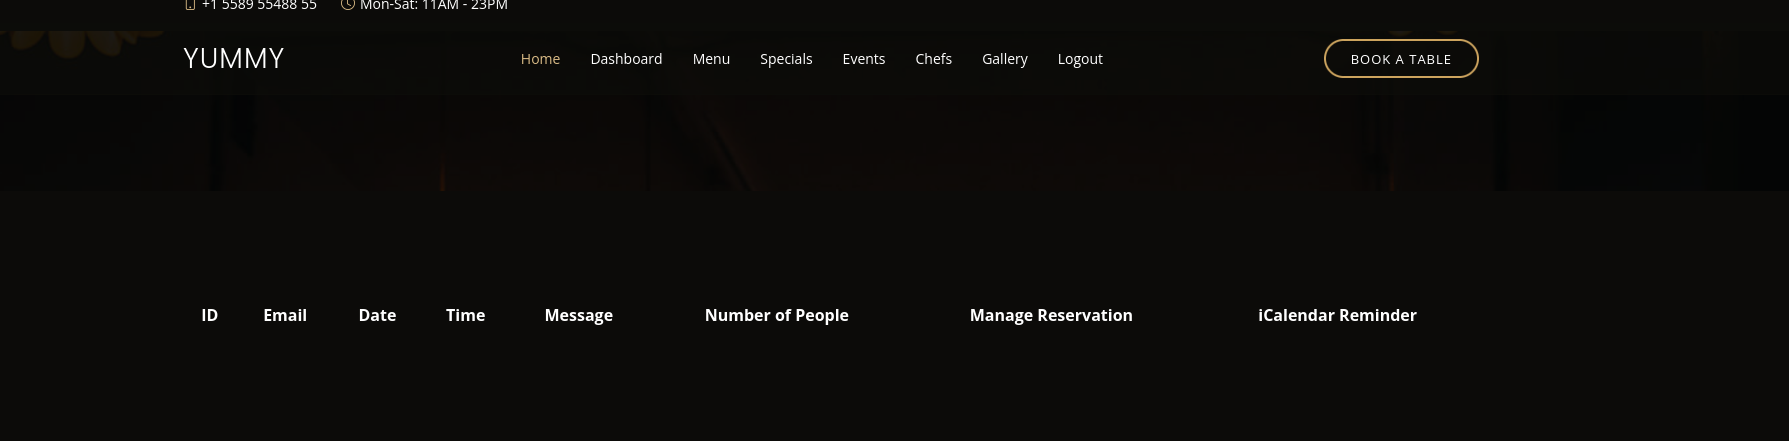 +1 5589 55488 55 Mon-Sat: 11AM - 23PM
YUMMY Home Dashboard Menu Specials Events Chefs Gallery Logout BOOK A TABLE
ID Email Date Time Message Number of People Manage Reservation iCalendar Reminder